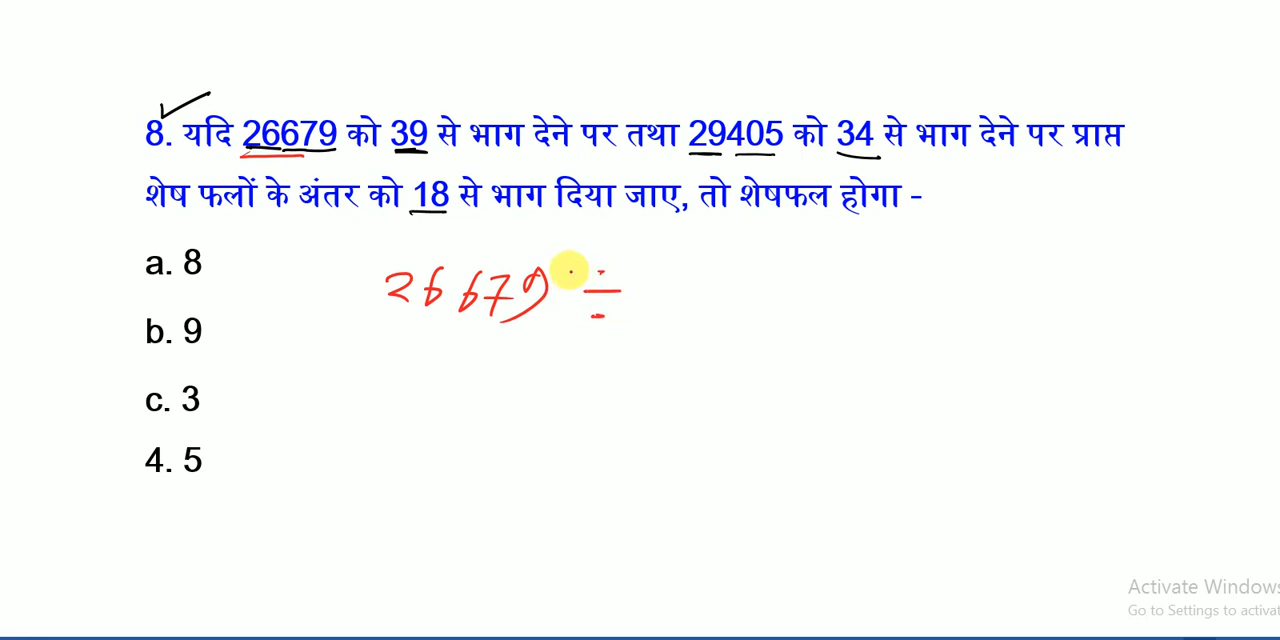 8. यदि 26679 को 39 से भाग देने पर तथा 29405 को 34 से भाग देने पर प्राप्त
शेष फलों के अंतर को 18 से भाग दिया जाए, तो शेषफल होगा -
a. 8
26679 ÷
b. 9
c. 3
4. 5
Activate Windows
Go to Settings to activat